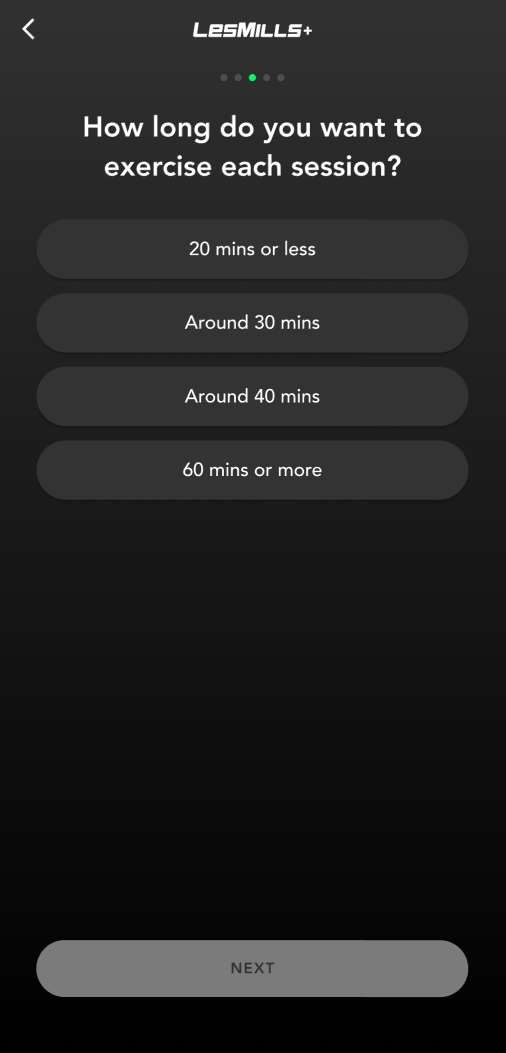 LESMILLS+
How long do you want to
exercise each session?
20 mins or less
Around 30 mins
Around 40 mins
60 mins or more
NEXT